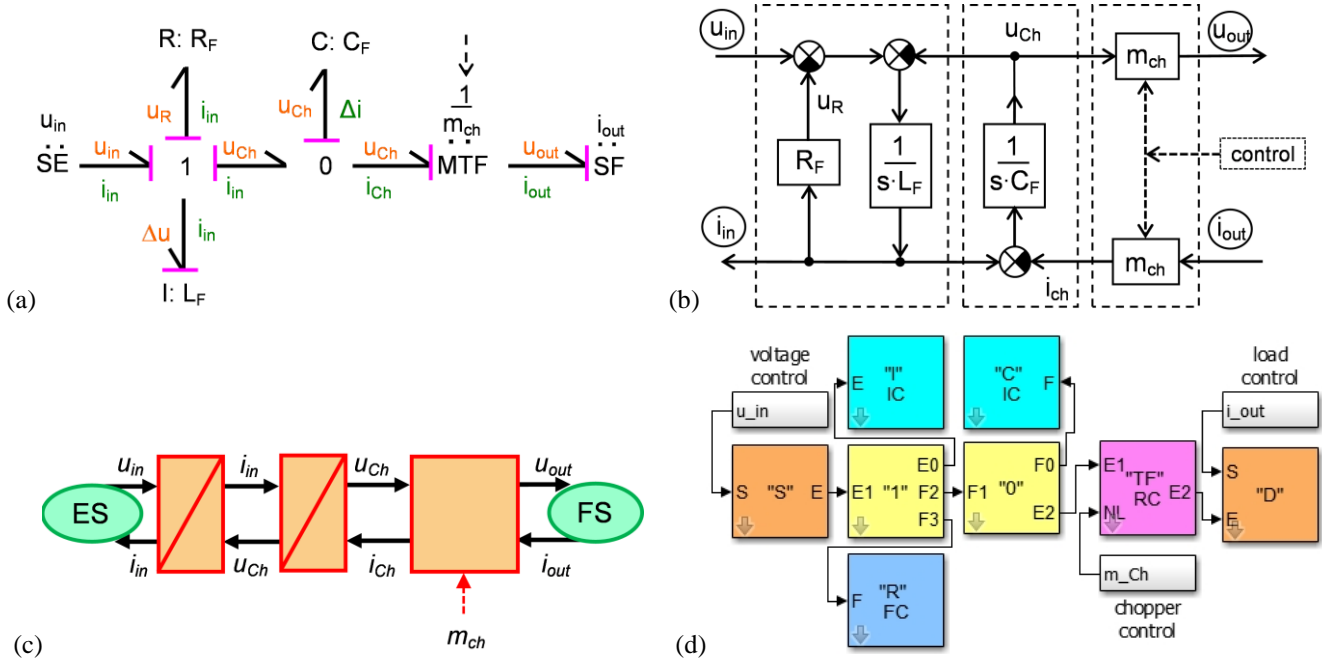 R: R_F
C: C_F
1
m_ch
u_in
u_R
i_in
u_Ch
Δi
i_out
SE
u_in
i_in
1
u_Ch
i_in
0
u_Ch
i_Ch
MTF
u_out
i_out
SF
Δu
i_in
I: L_F
(a)
u_in
u_Ch
u_out
m_ch
u_R
R_F
1
s·L_F
1
s·C_F
control
i_in
i_ch
m_ch
i_out
(b)
u_in
i_in
u_Ch
u_out
ES
FS
i_in
u_Ch
i_Ch
i_out
m_ch
(c)
voltage
control
u_in
E "I"
IC
"C" F
IC
load
control
i_out
S "S" E
E1 "1" E0
F2
F3
F1 "0" F0
E2
E1 "TF" E2
RC
NL
S
"D"
E
F "R"
FC
m_Ch
chopper
control
(d)